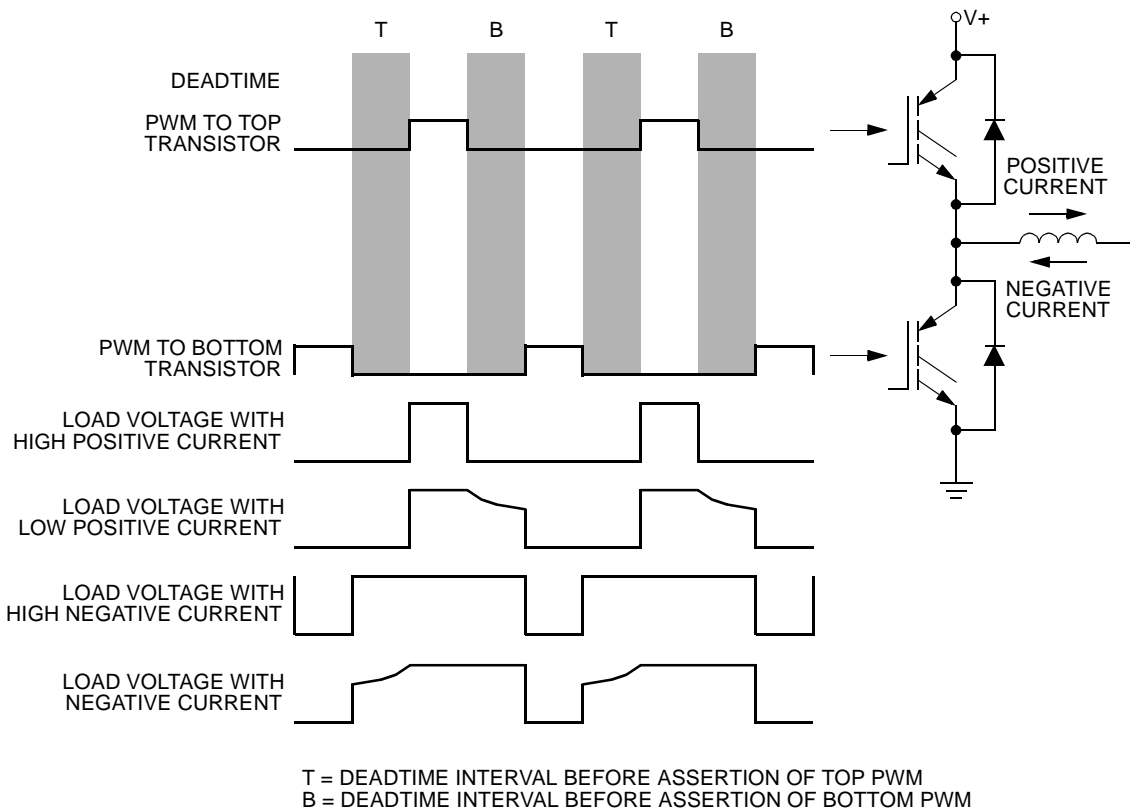 T B T B
V+
DEADTIME
PWM TO TOP
TRANSISTOR
POSITIVE
CURRENT
NEGATIVE
CURRENT
PWM TO BOTTOM
TRANSISTOR
LOAD VOLTAGE WITH
HIGH POSITIVE CURRENT
LOAD VOLTAGE WITH
LOW POSITIVE CURRENT
LOAD VOLTAGE WITH
HIGH NEGATIVE CURRENT
LOAD VOLTAGE WITH
NEGATIVE CURRENT
T = DEADTIME INTERVAL BEFORE ASSERTION OF TOP PWM
B = DEADTIME INTERVAL BEFORE ASSERTION OF BOTTOM PWM